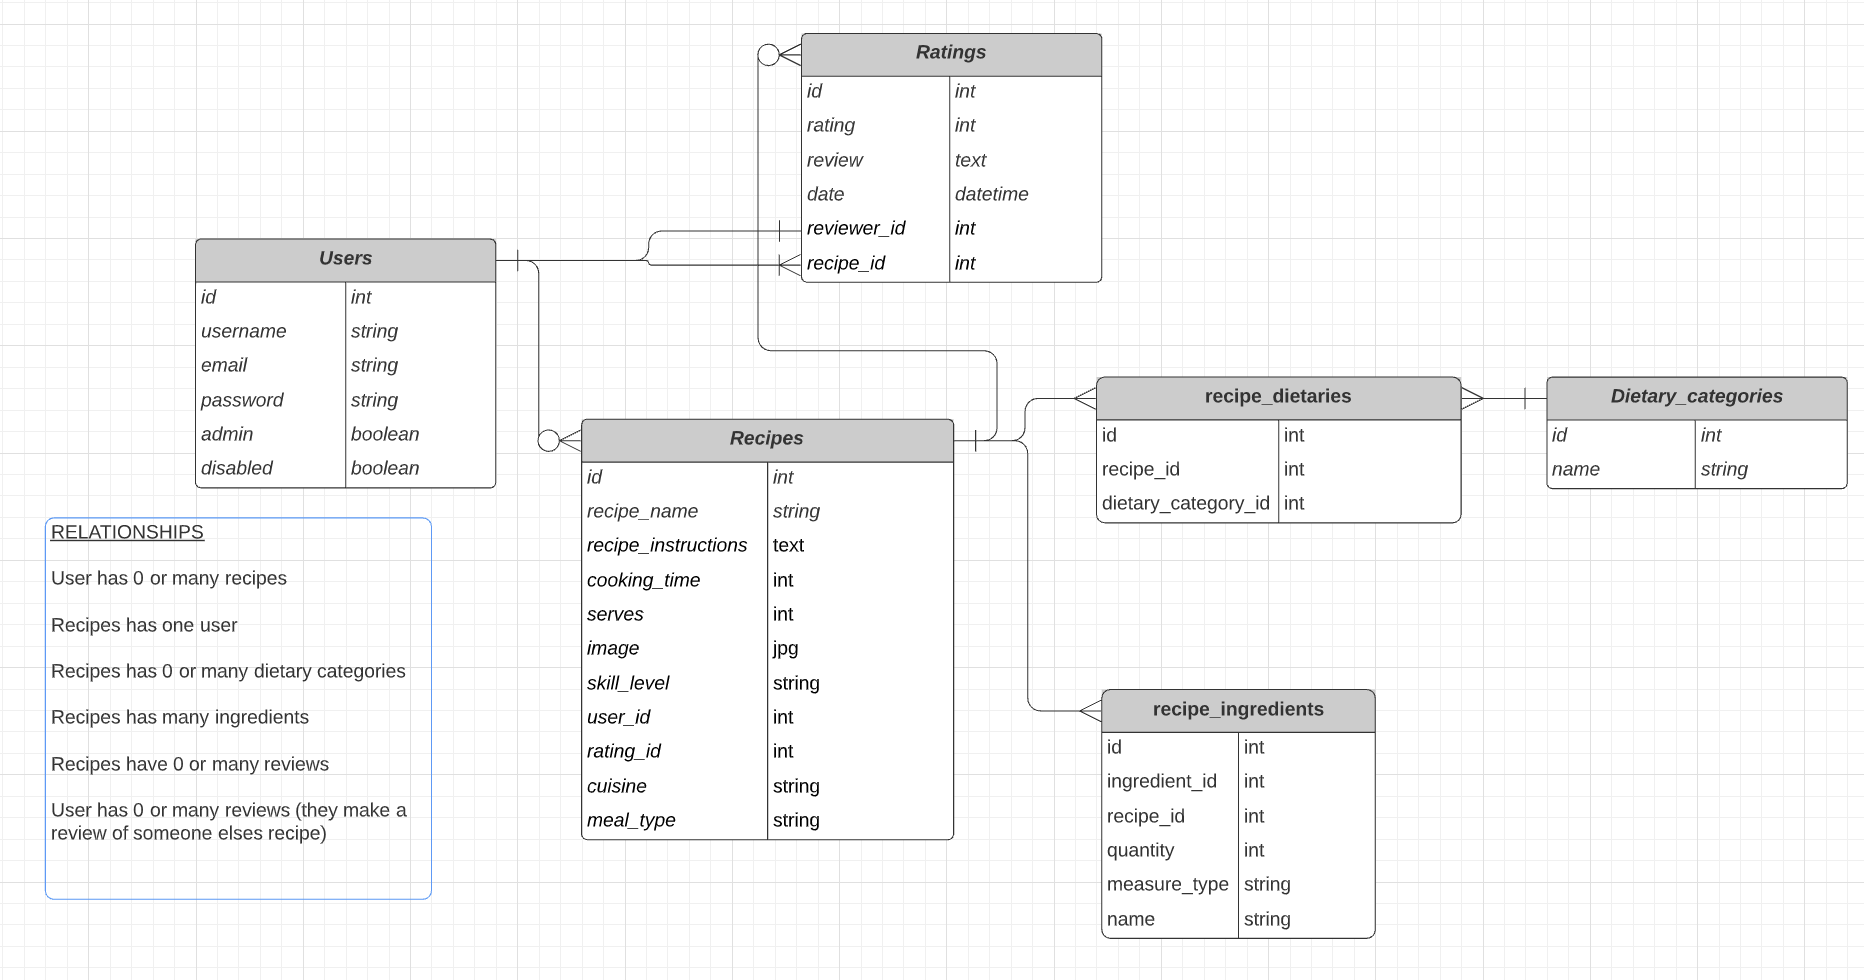 Ratings
id int
rating int
review text
date datetime
reviewer_id int
recipe_id int
Users
id int
username string
email string
password string
admin boolean
disabled boolean
RELATIONSHIPS
User has 0 or many recipes
Recipes has one user
Recipes has 0 or many dietary categories
Recipes has many ingredients
Recipes have 0 or many reviews
User has 0 or many reviews (they make a
review of someone elses recipe)
Recipes
id int
recipe_name string
recipe_instructions text
cooking_time int
serves int
image jpg
skill_level string
user_id int
rating_id int
cuisine string
meal_type string
recipe_dietaries
id int
recipe_id int
dietary_category_id int
Dietary_categories
id int
name string
recipe_ingredients
id int
ingredient_id int
recipe_id int
quantity int
measure_type string
name string